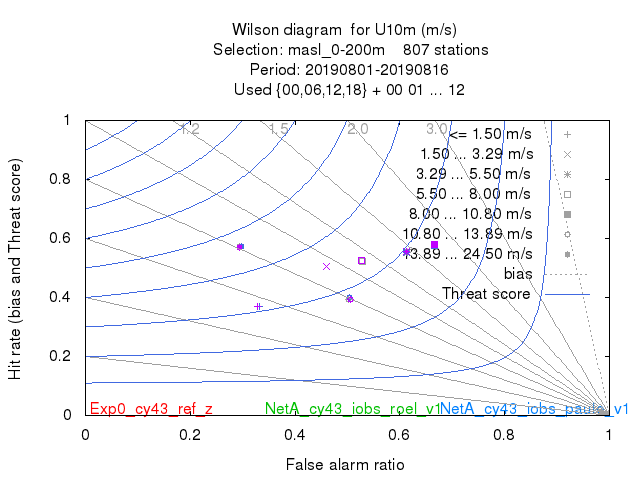 Wilson diagram  for U10m (m/s)
Selection: masl_0-200m    807 stations
Period: 20190801-20190816
Used {00,06,12,18} + 00 01 ... 12
1.2 1.5 2.0 3.0
<= 1.50 m/s
1.50 ... 3.29 m/s
3.29 ... 5.50 m/s
5.50 ... 8.00 m/s
8.00 ... 10.80 m/s
10.80 ... 13.89 m/s
13.89 ... 24.50 m/s
bias
Threat score
Hit rate (bias and Threat score)
1
0.8
0.6
0.4
0.2
0
Exp0_cy43_ref_z NetA_cy43_iobs_roel_v1 NetA_cy43_iobs_paulo_v1
0 0.2 0.4 0.6 0.8 1
False alarm ratio